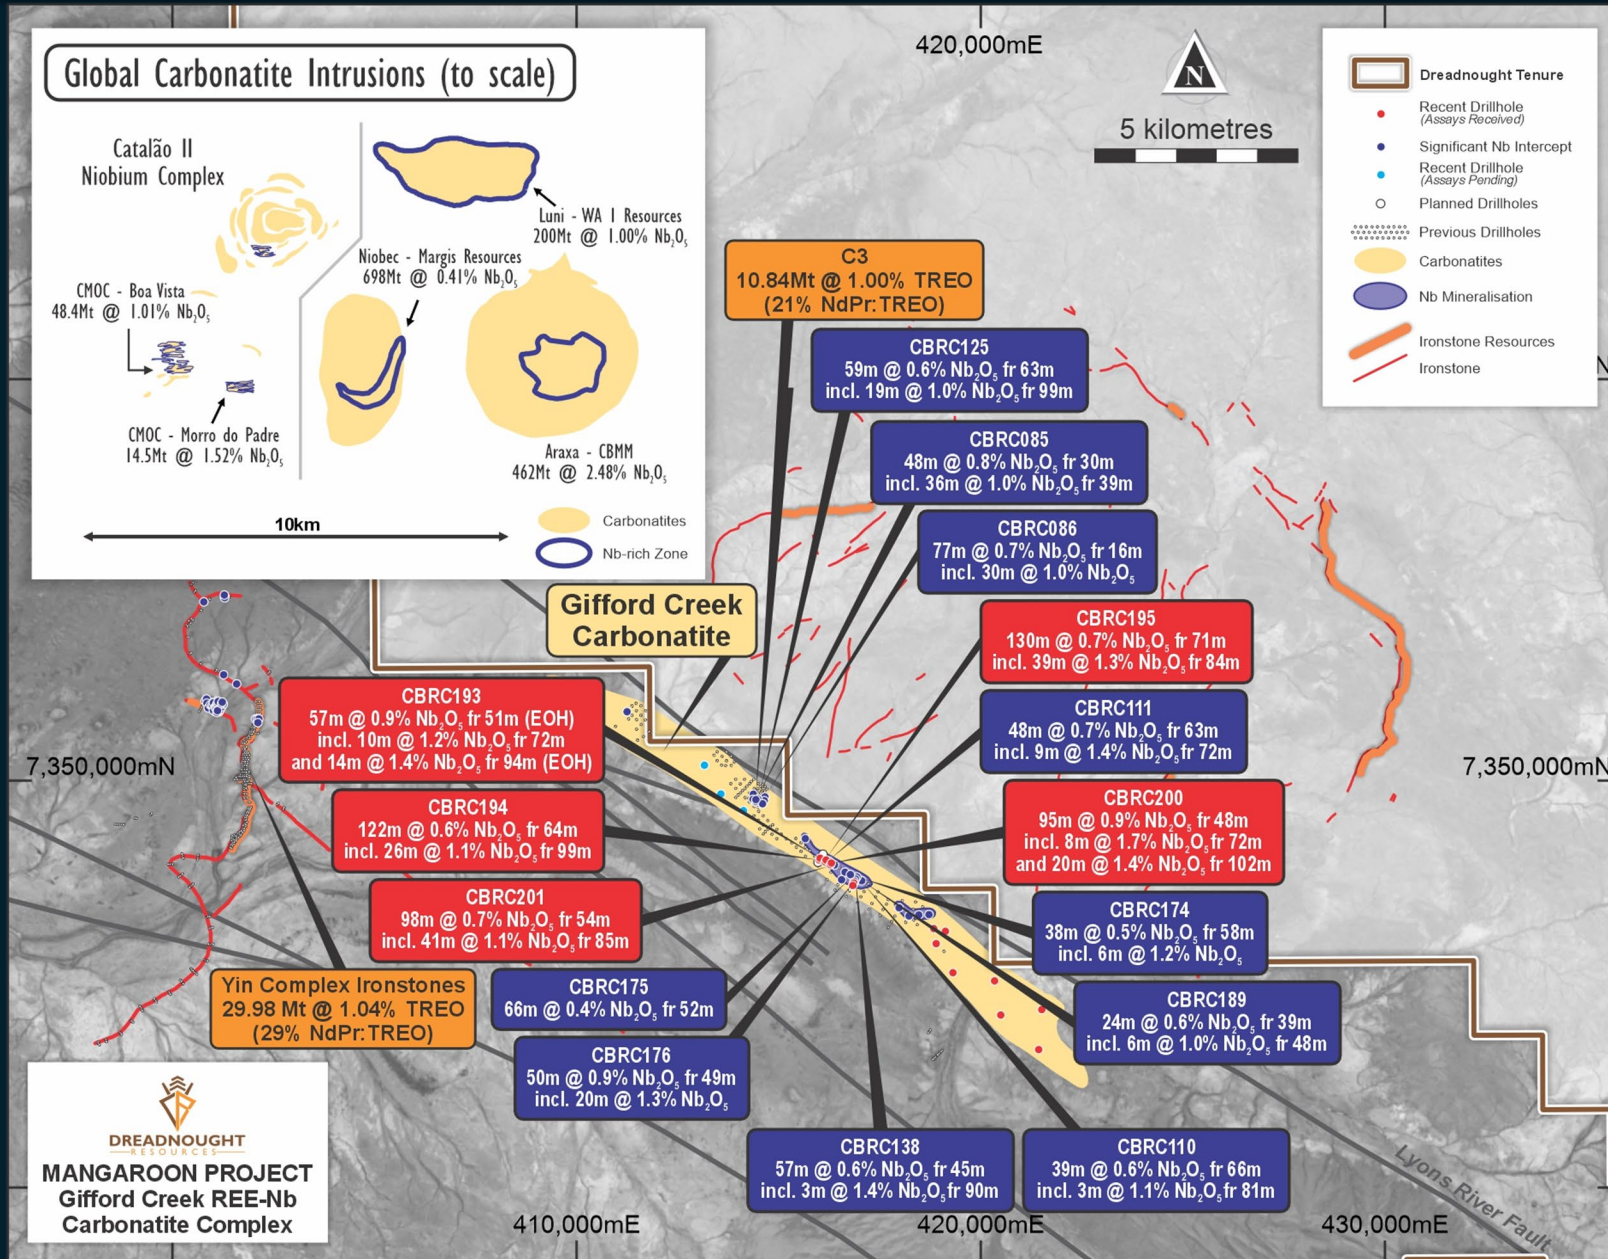 Global Carbonatite Intrusions (to scale)
Catalão II
Niobium Complex
Luni - WA 1 Resources
200Mt @ 1.00% Nb₂O₅
Niobec - Margis Resources
698Mt @ 0.41% Nb₂O₅
CMOC - Boa Vista
48.4Mt @ 1.01% Nb₂O₅
CMOC - Morro do Padre
14.5Mt @ 1.52% Nb₂O₅
Araxa - CBMM
462Mt @ 2.48% Nb₂O₅
10km
Carbonatites
Nb-rich Zone
420,000mE
N
5 kilometres
Dreadnought Tenure
Recent Drillhole
(Assays Received)
Significant Nb Intercept
Recent Drillhole
(Assays Pending)
Planned Drillholes
Previous Drillholes
Carbonatites
Nb Mineralisation
Ironstone Resources
Ironstone
N
C3
10.84Mt @ 1.00% TREO
(21% NdPr:TREO)
CBRC125
59m @ 0.6% Nb₂O₅ fr 63m
incl. 19m @ 1.0% Nb₂O₅ fr 99m
CBRC085
48m @ 0.8% Nb₂O₅ fr 30m
incl. 36m @ 1.0% Nb₂O₅ fr 39m
CBRC086
77m @ 0.7% Nb₂O₅ fr 16m
incl. 30m @ 1.0% Nb₂O₅
Gifford Creek
Carbonatite
CBRC195
130m @ 0.7% Nb₂O₅ fr 71m
incl. 39m @ 1.3% Nb₂O₅ fr 84m
CBRC193
57m @ 0.9% Nb₂O₅ fr 51m (EOH)
incl. 10m @ 1.2% Nb₂O₅ fr 72m
and 14m @ 1.4% Nb₂O₅ fr 94m (EOH)
CBRC111
48m @ 0.7% Nb₂O₅ fr 63m
incl. 9m @ 1.4% Nb₂O₅ fr 72m
7,350,000mN
7,350,000mN
CBRC194
122m @ 0.6% Nb₂O₅ fr 64m
incl. 26m @ 1.1% Nb₂O₅ fr 99m
CBRC200
95m @ 0.9% Nb₂O₅ fr 48m
incl. 8m @ 1.7% Nb₂O₅ fr 72m
and 20m @ 1.4% Nb₂O₅ fr 102m
CBRC201
98m @ 0.7% Nb₂O₅ fr 54m
incl. 41m @ 1.1% Nb₂O₅ fr 85m
CBRC174
38m @ 0.5% Nb₂O₅ fr 58m
incl. 6m @ 1.2% Nb₂O₅
Yin Complex Ironstones
29.98 Mt @ 1.04% TREO
(29% NdPr:TREO)
CBRC175
66m @ 0.4% Nb₂O₅ fr 52m
CBRC189
24m @ 0.6% Nb₂O₅ fr 39m
incl. 6m @ 1.0% Nb₂O₅ fr 48m
CBRC176
50m @ 0.9% Nb₂O₅ fr 49m
incl. 20m @ 1.3% Nb₂O₅
CBRC138
57m @ 0.6% Nb₂O₅ fr 45m
incl. 3m @ 1.4% Nb₂O₅ fr 90m
CBRC110
39m @ 0.6% Nb₂O₅ fr 66m
incl. 3m @ 1.1% Nb₂O₅ fr 81m
DREADNOUGHT
RESOURCES
MANGAROON PROJECT
Gifford Creek REE-Nb
Carbonatite Complex
410,000mE
420,000mE
430,000mE
Lyons River Fault